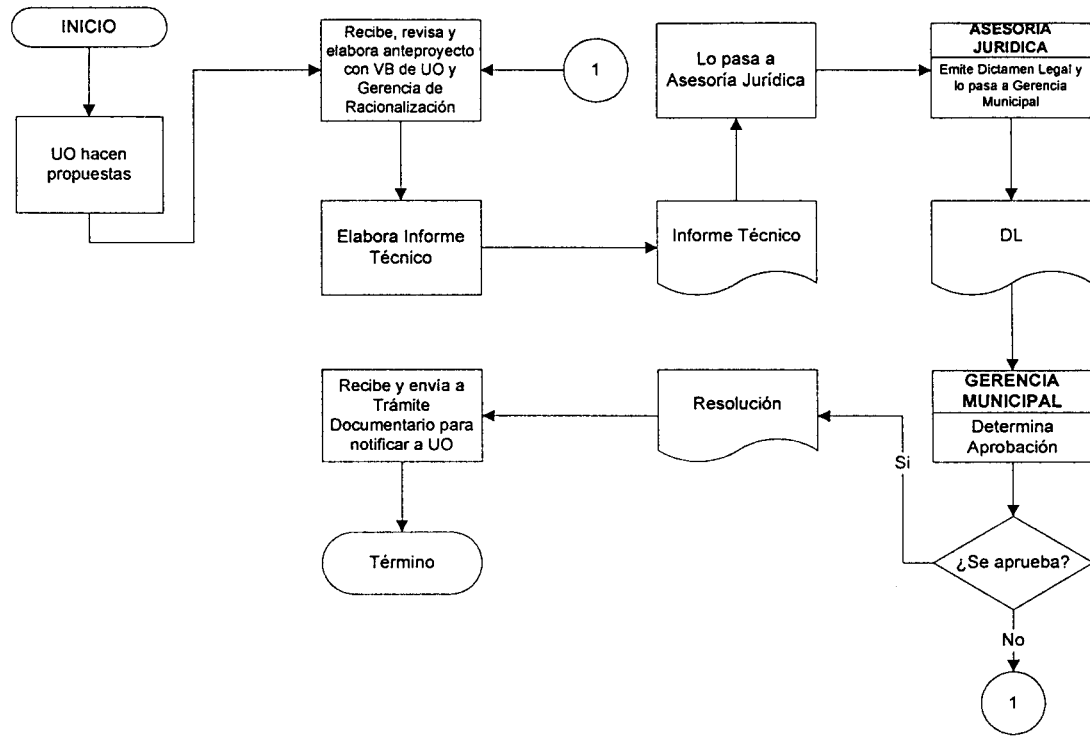 INICIO
UO hacen
propuestas
Recibe, revisa y
elabora anteproyecto
con VB de UO y
Gerencia de
Racionalización
1
Elabora Informe
Técnico
Informe Técnico
Lo pasa a
Asesoría Jurídica
ASESORIA
JURIDICA
Emite Dictamen Legal y
lo pasa a Gerencia
Municipal
DL
GERENCIA
MUNICIPAL
Determina
Aprobación
¿Se aprueba?
Si
No
1
Resolución
Recibe y envía a
Trámite
Documentario para
notificar a UO
Término